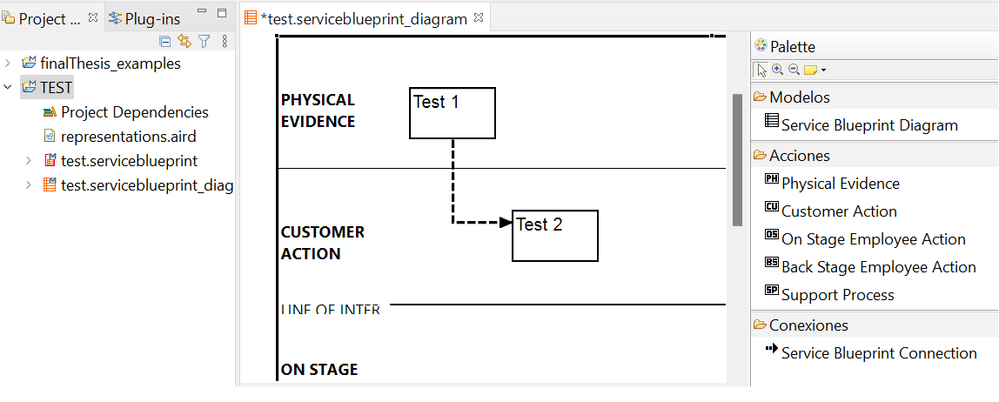 Project ...
Plug-ins
finalThesis_examples
TEST
Project Dependencies
representations.aird
test.serviceblueprint
test.serviceblueprint_diag
*test.serviceblueprint_diagram
PHYSICAL
EVIDENCE
Test 1
CUSTOMER
ACTION
Test 2
LINE OF INTER
ON STAGE
Palette
Modelos
Service Blueprint Diagram
Acciones
PH Physical Evidence
CU Customer Action
OS On Stage Employee Action
BS Back Stage Employee Action
SP Support Process
Conexiones
Service Blueprint Connection